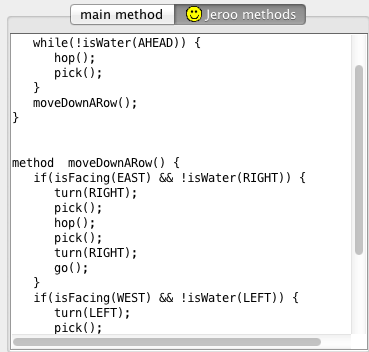 main method
Jeroo methods
while(!isWater(AHEAD)) {
hop();
pick();
}
moveDownARow();
}
method  moveDownARow() {
if(isFacing(EAST) && !isWater(RIGHT)) {
turn(RIGHT);
pick();
hop();
pick();
turn(RIGHT);
go();
}
if(isFacing(WEST) && !isWater(LEFT)) {
turn(LEFT);
pick();